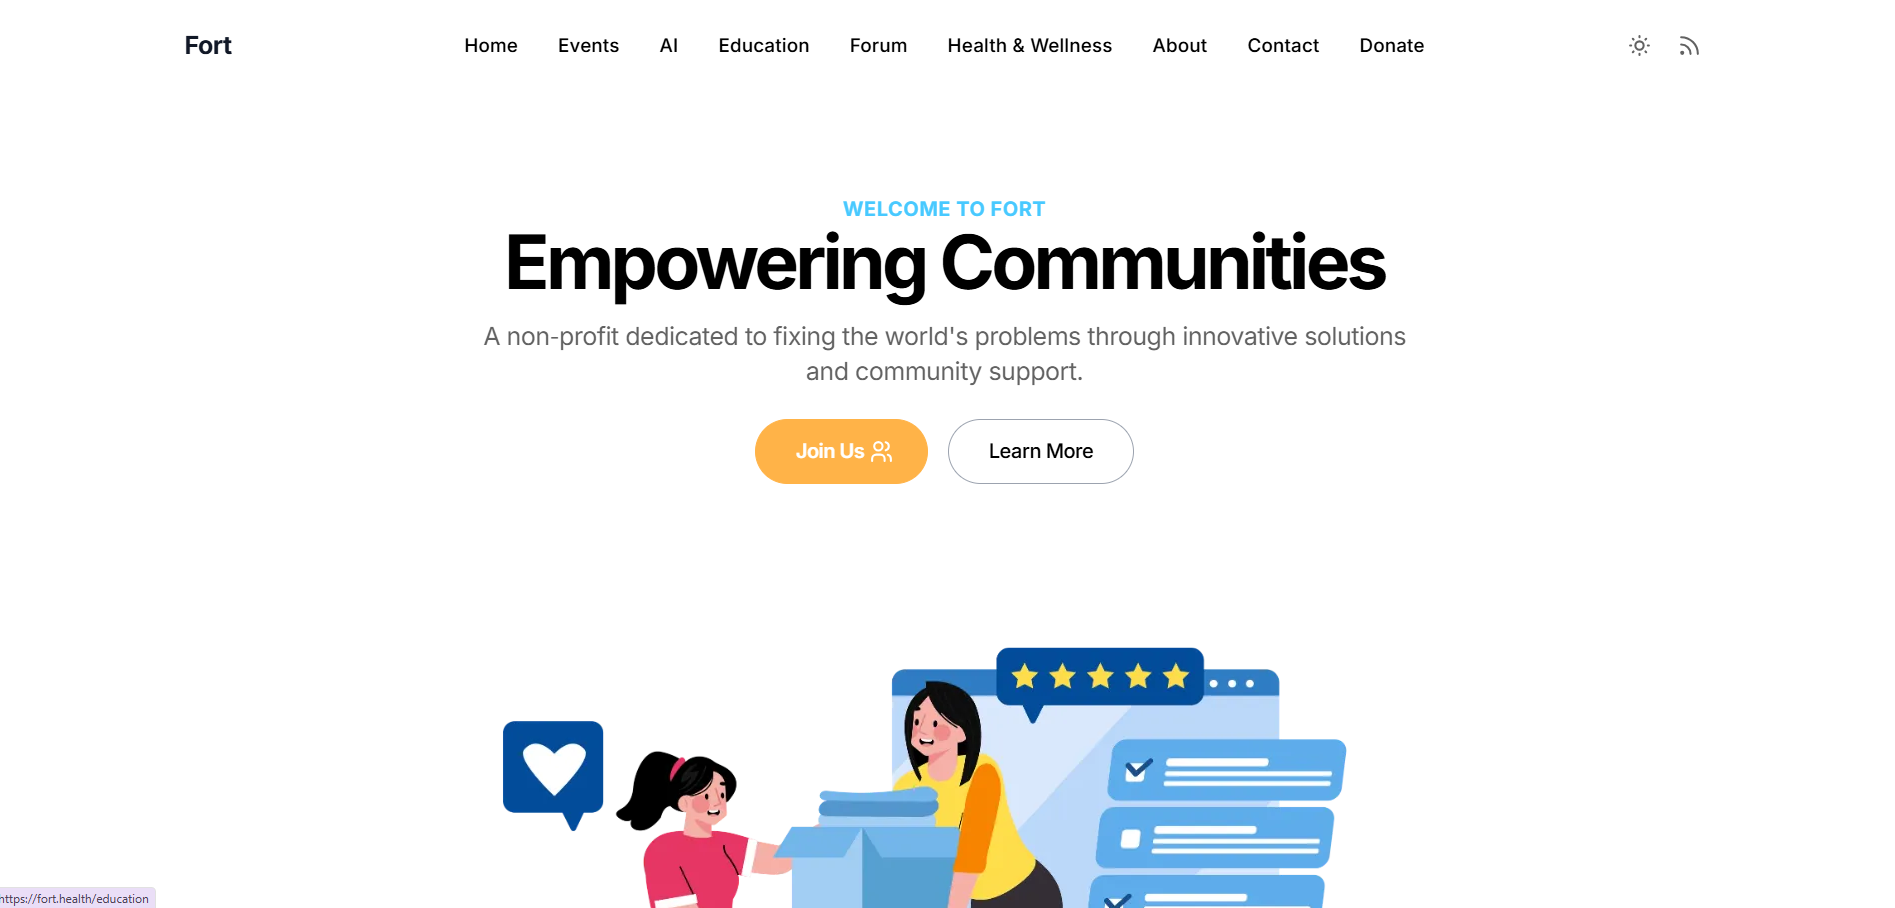 Fort
Home Events AI Education Forum Health & Wellness About Contact Donate
WELCOME TO FORT
Empowering Communities
A non-profit dedicated to fixing the world's problems through innovative solutions
and community support.
Join Us
Learn More
https://fort.health/education